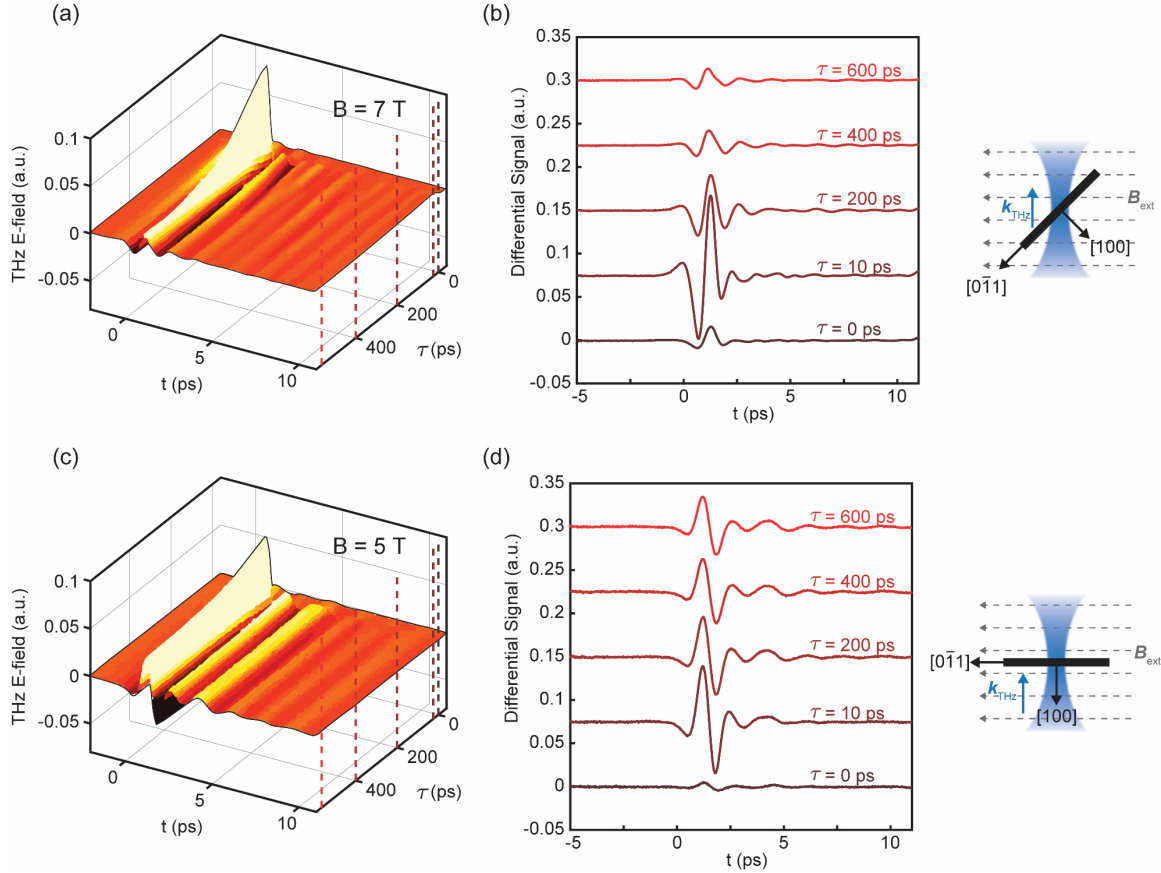 (a)
B = 7 T
THz E-field (a.u.)
0.1
0.05
0
-0.05
0
5
10
t (ps)
0
200
400
τ (ps)
(b)
Differential Signal (a.u.)
0.35
0.3
0.25
0.2
0.15
0.1
0.05
0
-0.05
τ = 600 ps
τ = 400 ps
τ = 200 ps
τ = 10 ps
τ = 0 ps
-5
0
5
10
t (ps)
kTHz
Bext
[100]
[01̅1]
(c)
B = 5 T
THz E-field (a.u.)
0.1
0.05
0
-0.05
0
5
10
t (ps)
0
200
400
τ (ps)
(d)
Differential Signal (a.u.)
0.35
0.3
0.25
0.2
0.15
0.1
0.05
0
-0.05
τ = 600 ps
τ = 400 ps
τ = 200 ps
τ = 10 ps
τ = 0 ps
-5
0
5
10
t (ps)
[01̅1]
Bext
kTHz
[100]